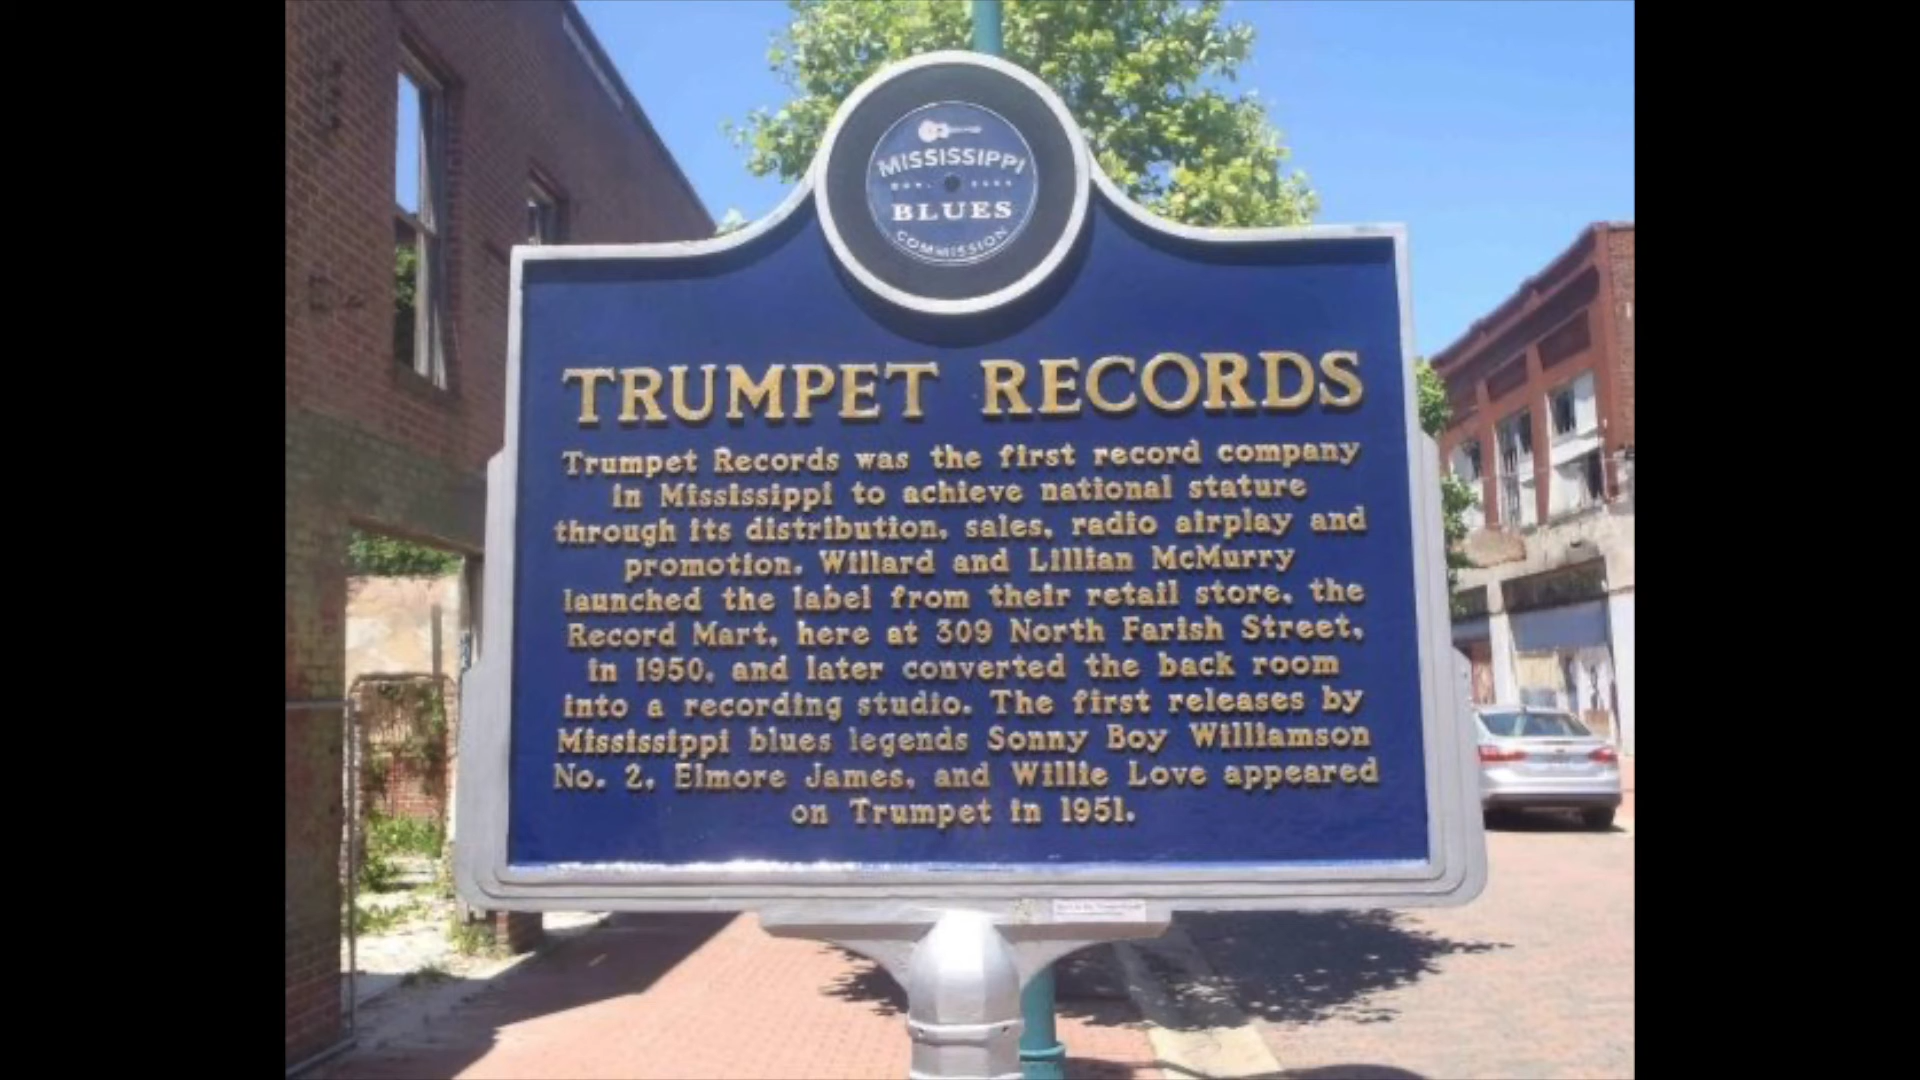 MISSISSIPPI
BLUES
COMMISSION
TRUMPET RECORDS
Trumpet Records was the first record company
in Mississippi to achieve national stature
through its distribution, sales, radio airplay and
promotion. Willard and Lillian McMurry
launched the label from their retail store, the
Record Mart, here at 309 North Farish Street,
in 1950, and later converted the back room
into a recording studio. The first releases by
Mississippi blues legends Sonny Boy Williamson
No. 2, Elmore James, and Willie Love appeared
on Trumpet in 1951.